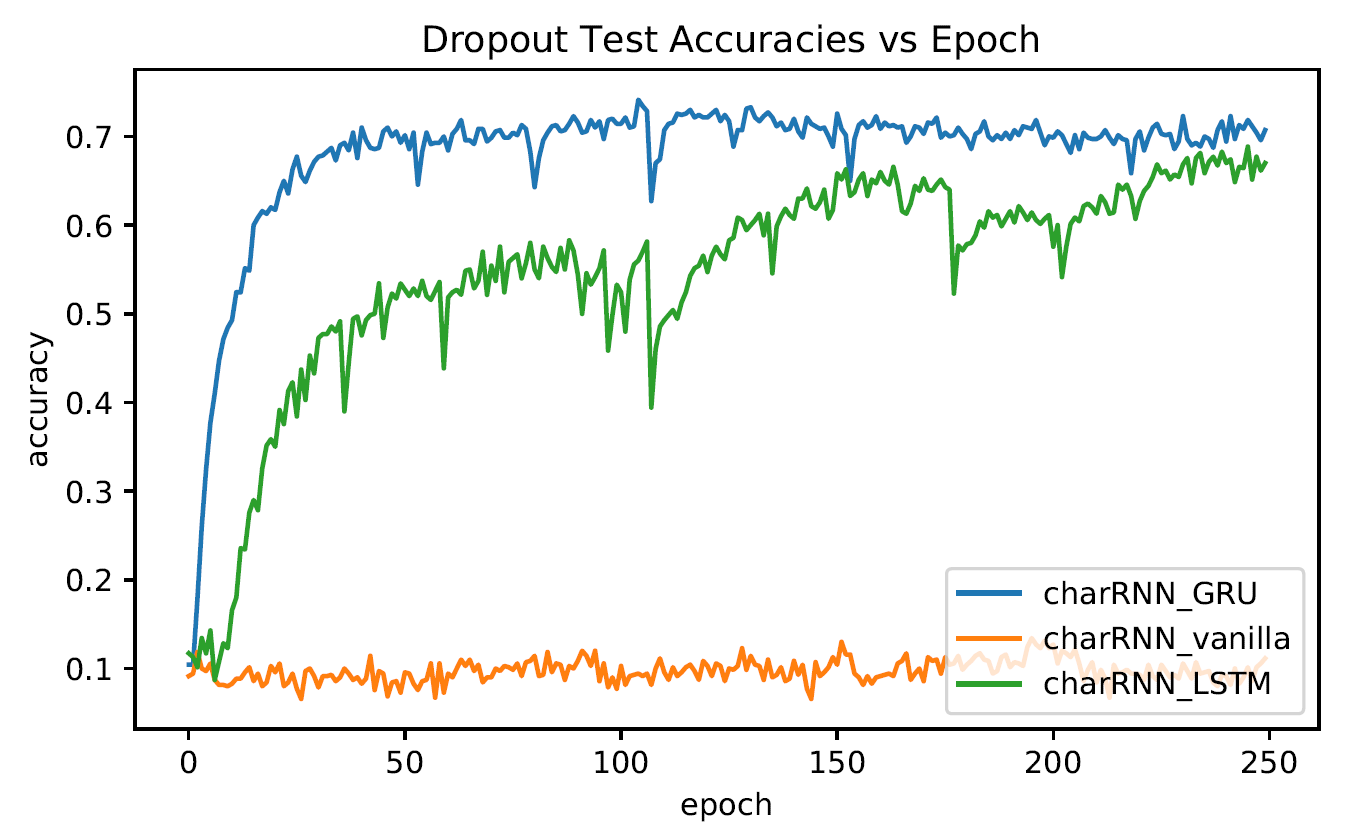 Dropout Test Accuracies vs Epoch
accuracy
0.7
0.6
0.5
0.4
0.3
0.2
0.1
charRNN_GRU
charRNN_vanilla
charRNN_LSTM
0 50 100 150 200 250
epoch